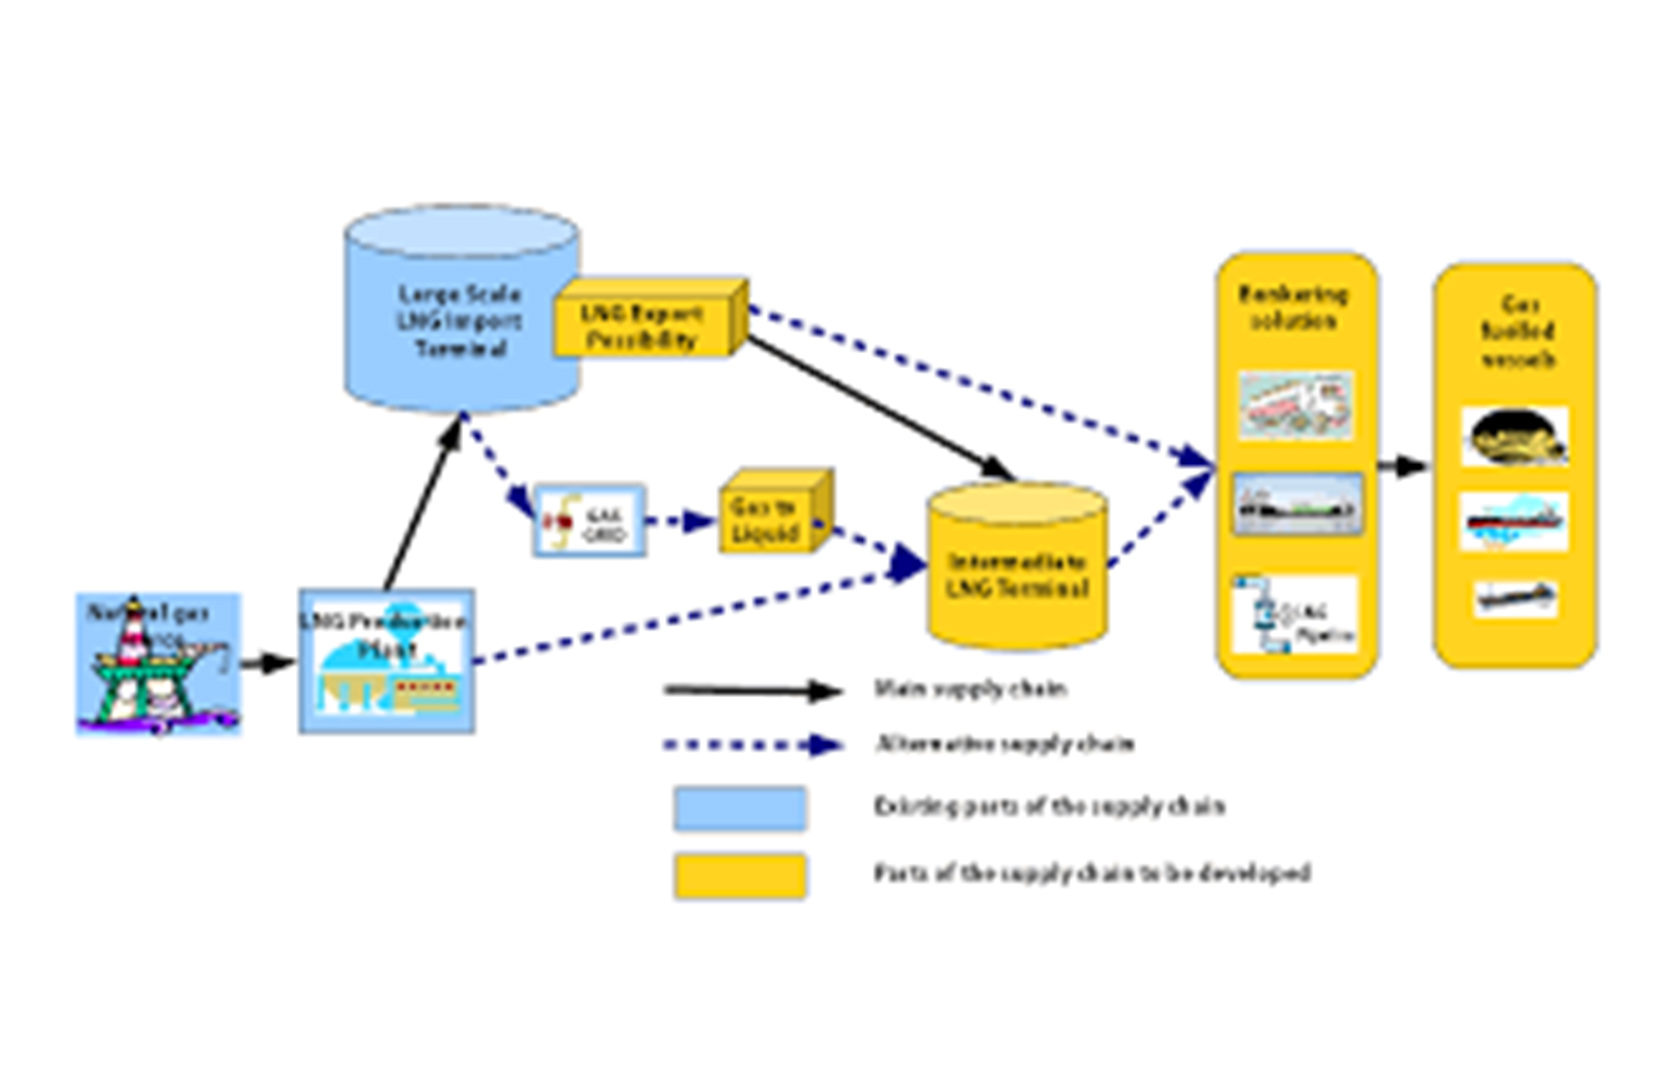 Large Scale
LNG Import
Terminal
LNG Export
Possibility
Bunkering
solution
Gas
fuelled
vessels
GAS
GRID
Gas to
Liquid
Intermediate
LNG Terminal
Natural gas
LNG Production
Plant
LNG
Pipeline
Main supply chain
Alternative supply chain
Existing parts of the supply chain
Parts of the supply chain to be developed